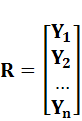 R = [Y₁
Y₂
...
Yₙ]